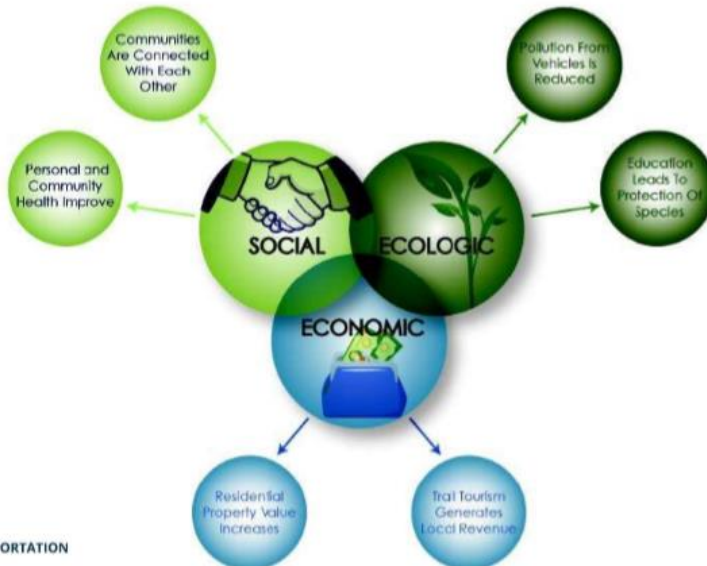 Communities
Are Connected
With Each
Other
Pollution From
Vehicles Is
Reduced
Personal and
Community
Health Improve
Education
Leads To
Protection Of
Species
SOCIAL
ECOLOGIC
ECONOMIC
Residential
Property Value
Increases
Trail Tourism
Generates
Local Revenue
ORTATION